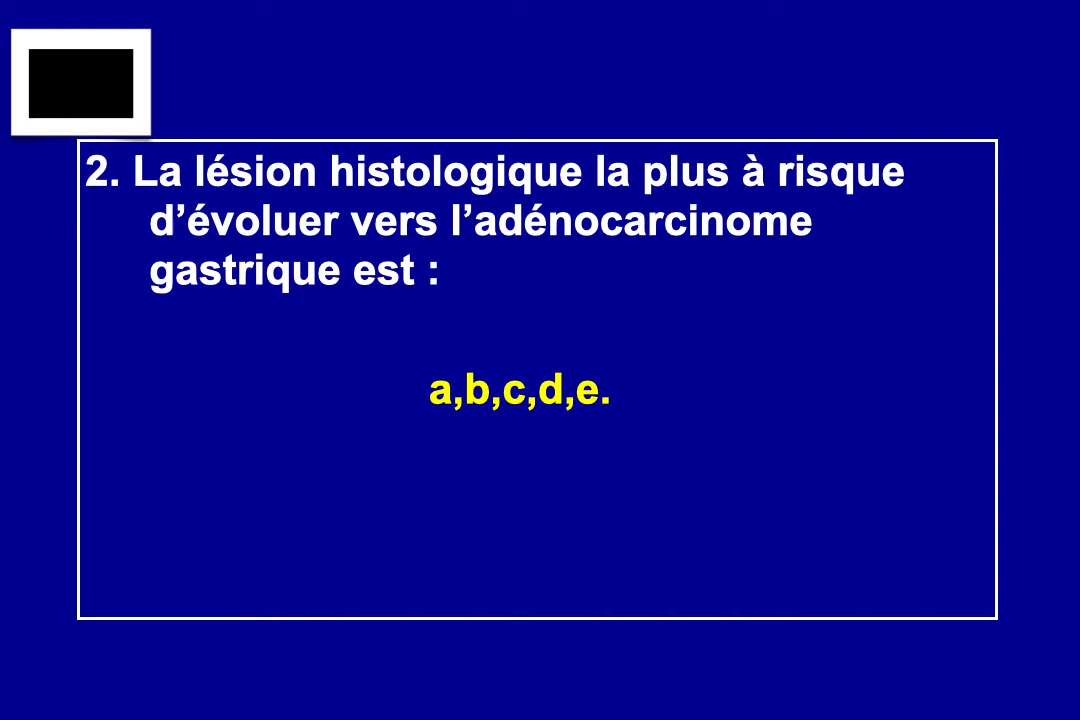 2. La lésion histologique la plus à risque
d’évoluer vers l’adénocarcinome
gastrique est :
a,b,c,d,e.